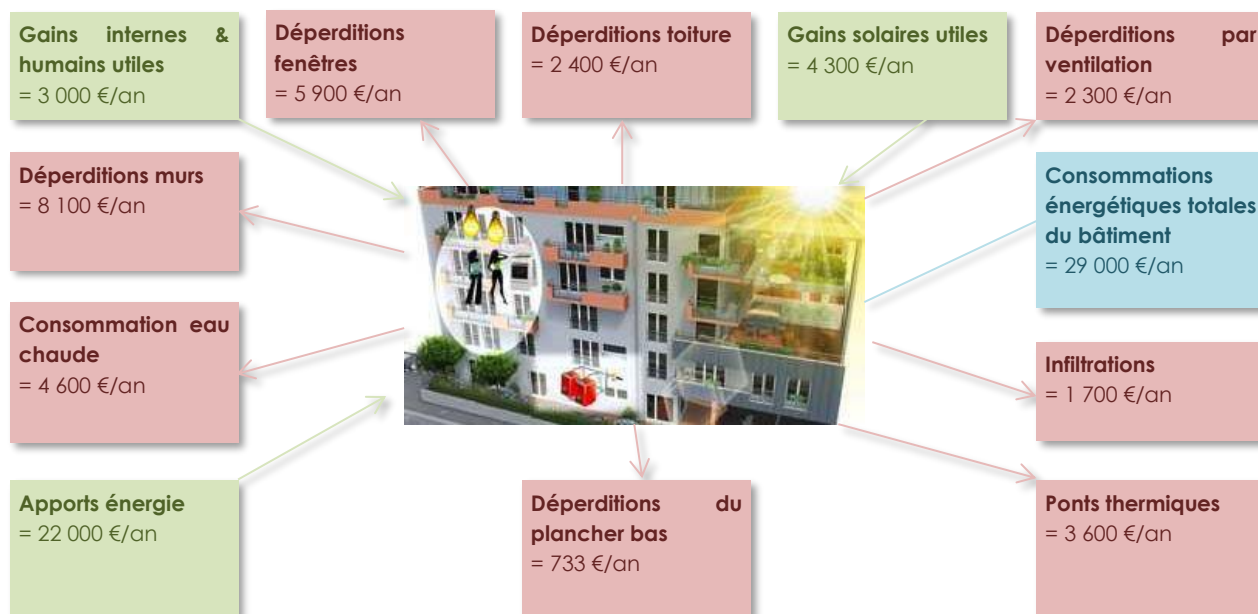 Gains internes &
humains utiles
= 3 000 €/an
Déperditions
fenêtres
= 5 900 €/an
Déperditions toiture
= 2 400 €/an
Gains solaires utiles
= 4 300 €/an
Déperditions par
ventilation
= 2 300 €/an
Déperditions murs
= 8 100 €/an
Consommations
énergétiques totales
du bâtiment
= 29 000 €/an
Consommation eau
chaude
= 4 600 €/an
Infiltrations
= 1 700 €/an
Apports énergie
= 22 000 €/an
Déperditions du
plancher bas
= 733 €/an
Ponts thermiques
= 3 600 €/an